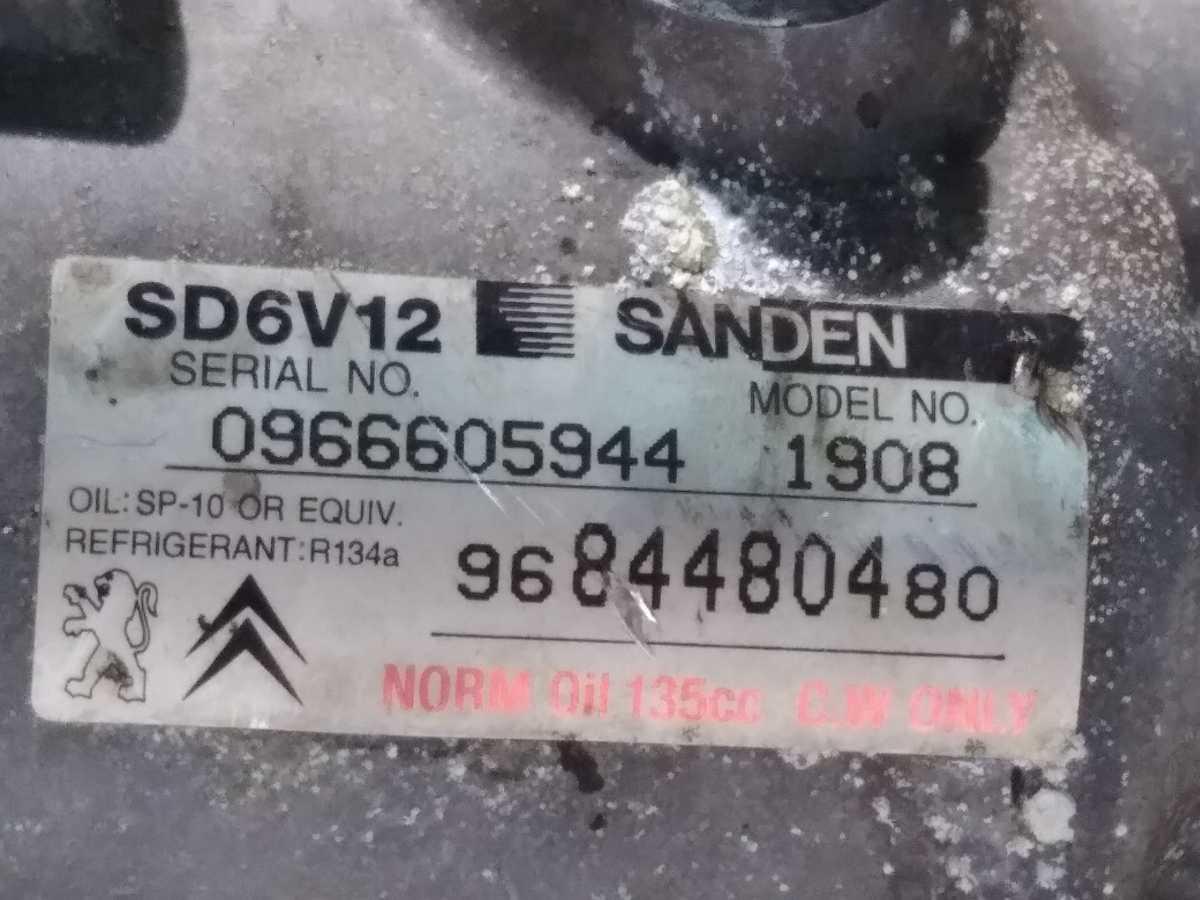 SD6V12 SANDEN
SERIAL NO. MODEL NO.
0966605944 1908
OIL: SP-10 OR EQUIV.
REFRIGERANT: R134a
9684480480
NORM Oil 135cc C.W ONLY